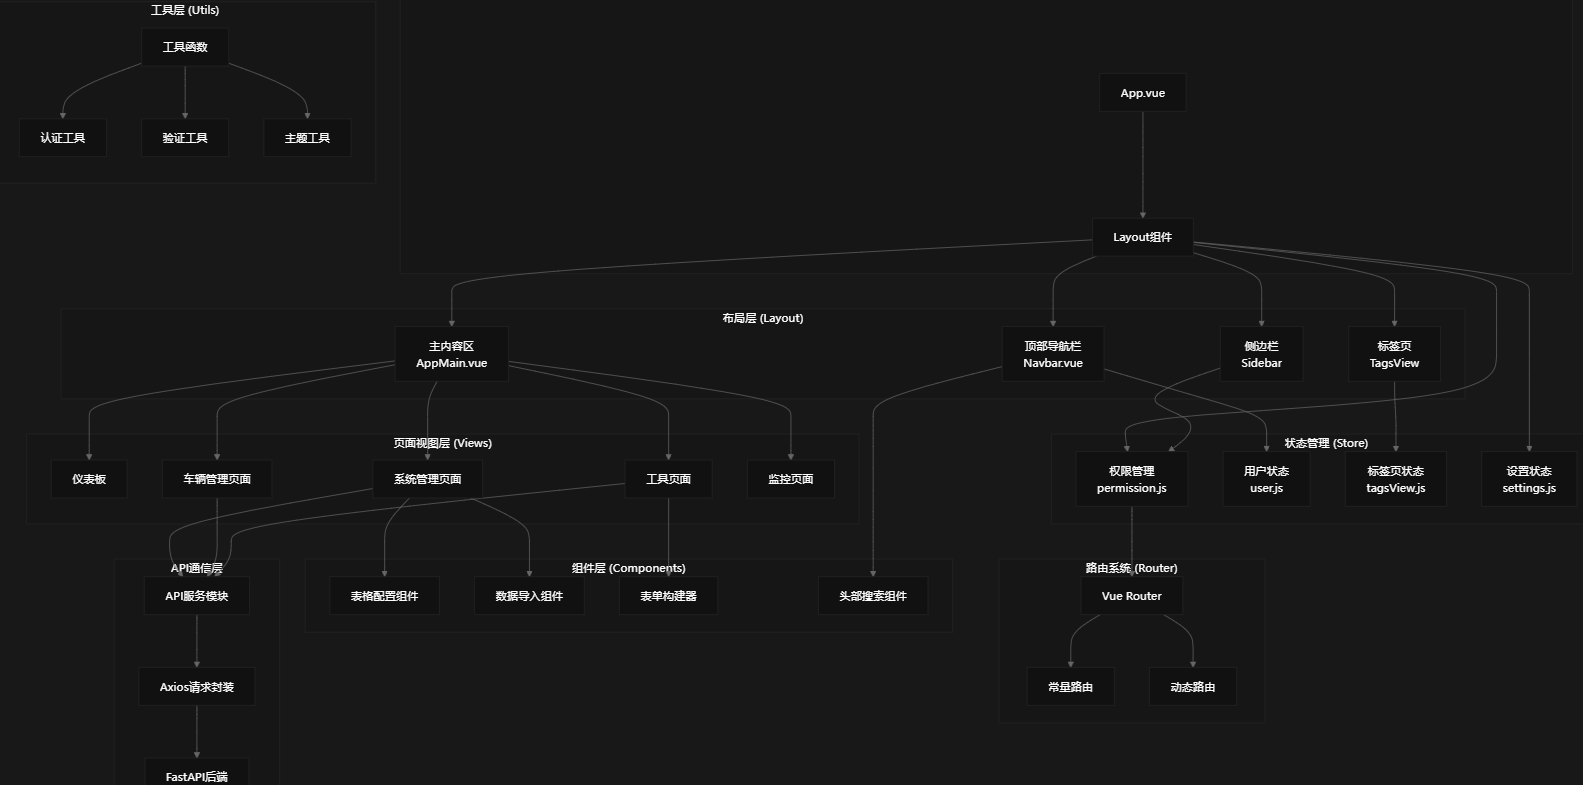 工具层 (Utils)
工具函数
认证工具
验证工具
主题工具
App.vue
Layout组件
布局层 (Layout)
主内容区
AppMain.vue
顶部导航栏
Navbar.vue
侧边栏
Sidebar
标签页
TagsView
页面视图层 (Views)
仪表板
车辆管理页面
系统管理页面
工具页面
监控页面
状态管理 (Store)
权限管理
permission.js
用户状态
user.js
标签页状态
tagsView.js
设置状态
settings.js
API通信层
API服务模块
Axios请求封装
FastAPI后端
组件层 (Components)
表格配置组件
数据导入组件
表单构建器
头部搜索组件
路由系统 (Router)
Vue Router
常量路由
动态路由